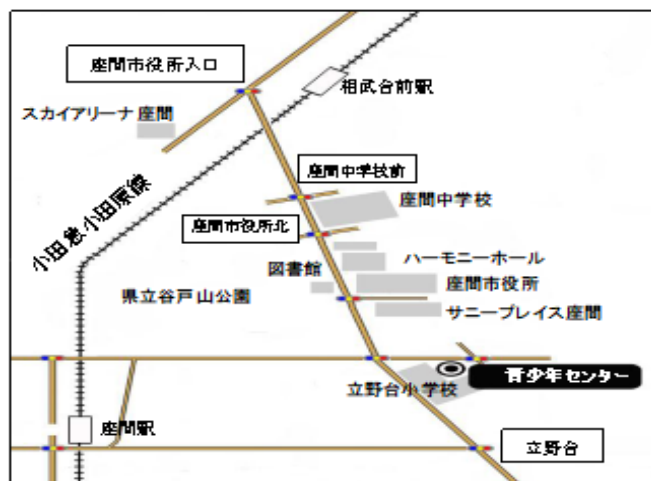 座間市役所入口
相武台前駅
スカイアリーナ座間
座間中学校前
座間中学校
小田急小田原線
座間市役所北
ハーモニーホール
図書館
座間市役所
県立谷戸山公園
サニープレイス座間
青少年センター
立野台小学校
座間駅
立野台